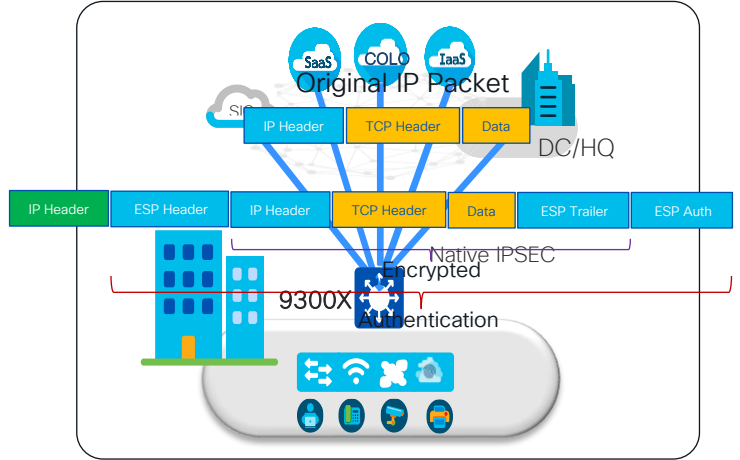 SaaS
COLO
IaaS
Original IP Packet
SIG
IP Header
TCP Header
Data
DC/HQ
IP Header
ESP Header
IP Header
TCP Header
Data
ESP Trailer
ESP Auth
Native IPSEC
Encrypted
9300X
Authentication